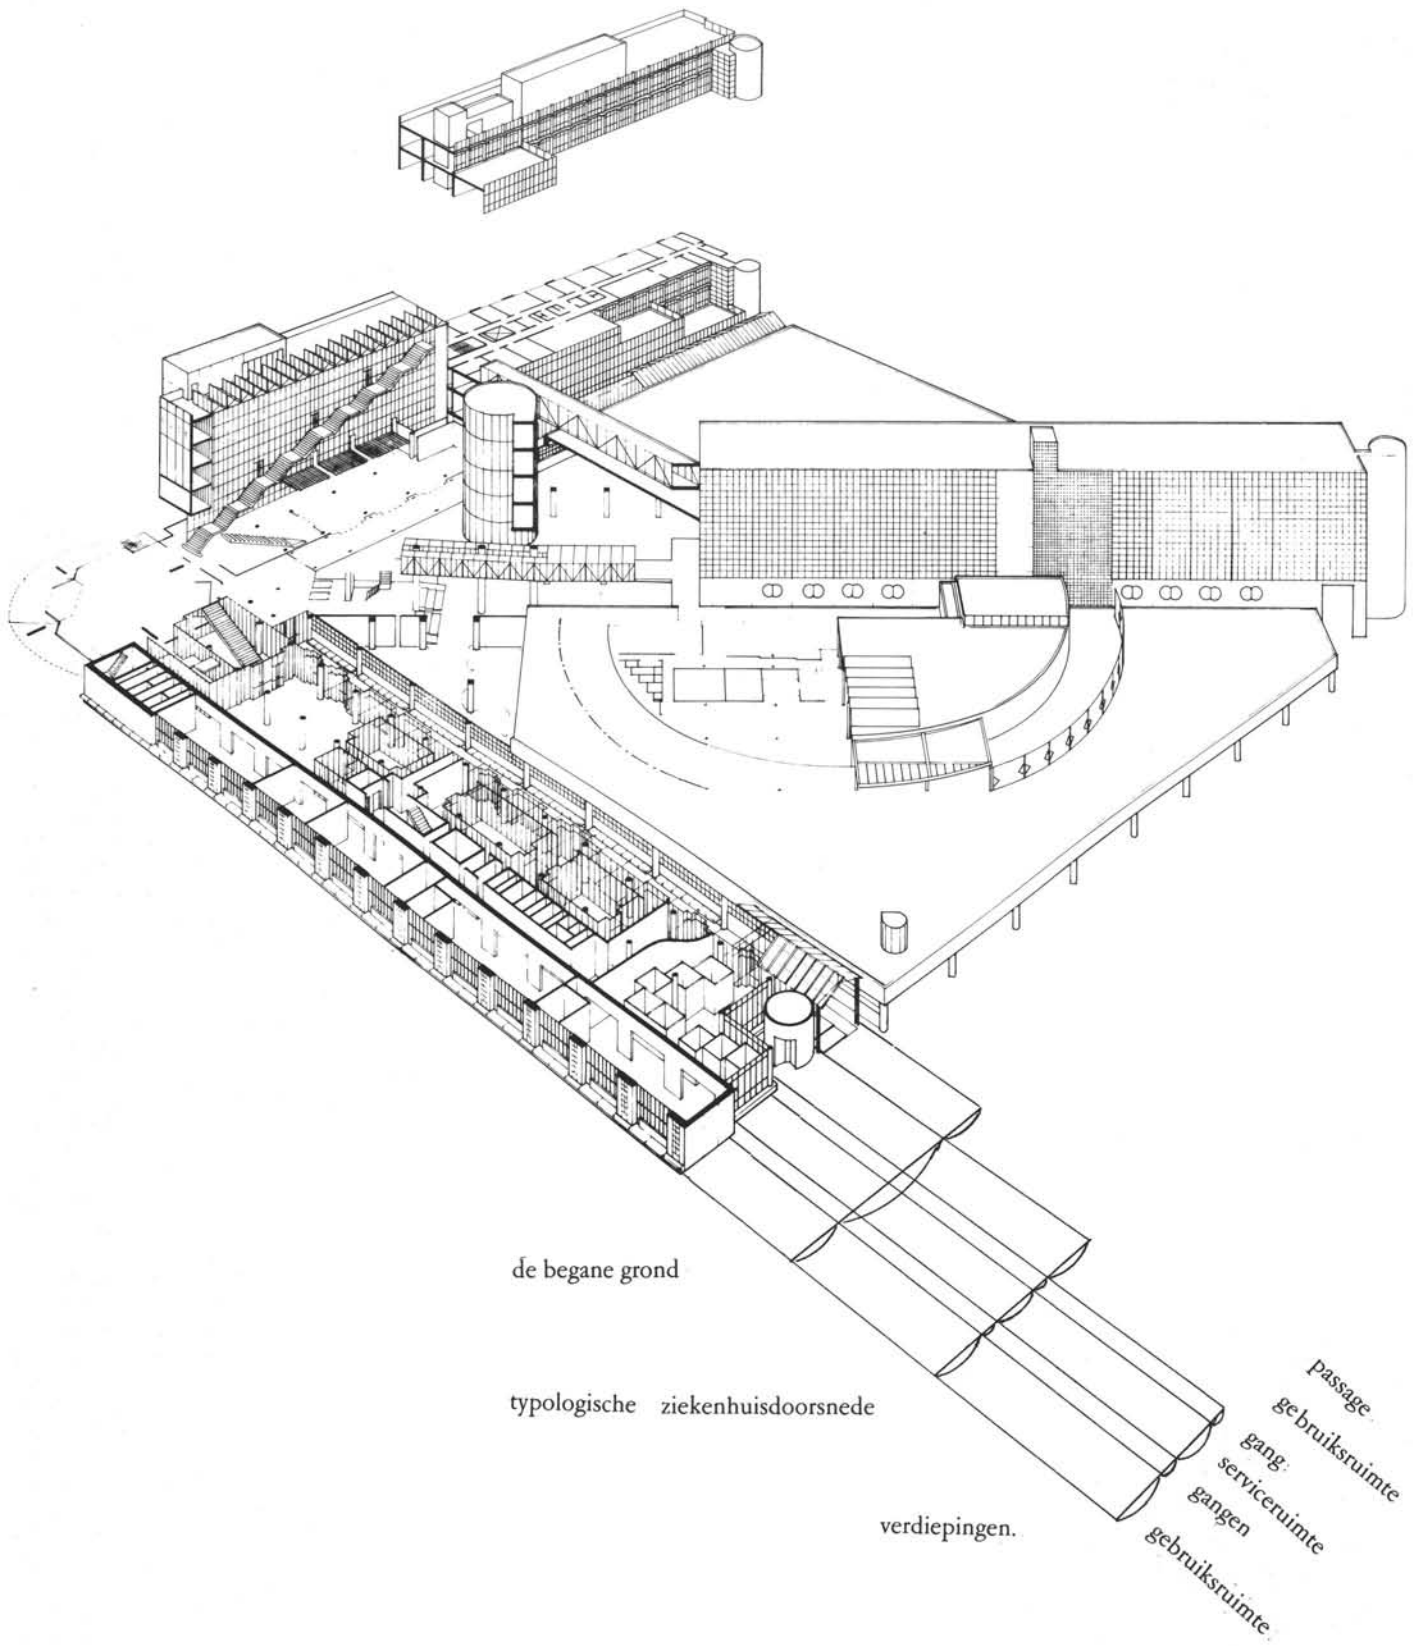 de begane grond
typologische ziekenhuisdoorsnede
verdiepingen.
passage
gebruiksruimte
gang
serviceruimte
gangen
gebruiksruimte